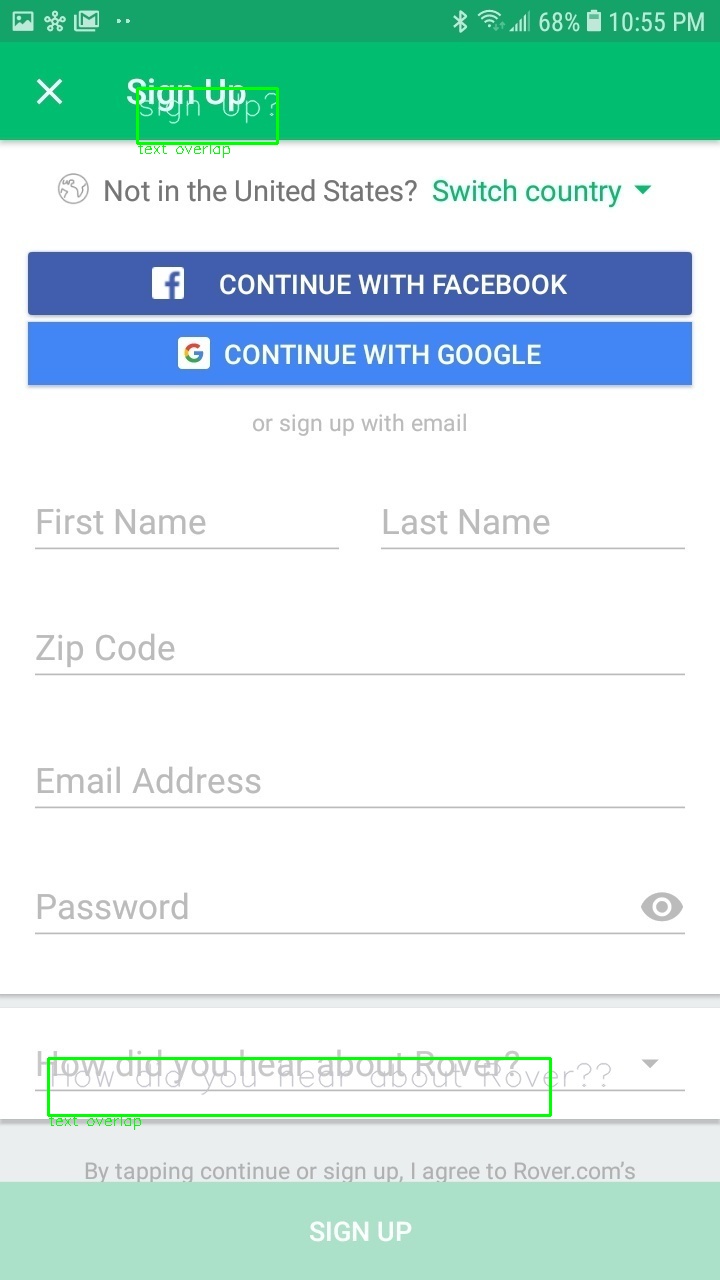 68% 10:55 PM
Sign Up
sign Up?
text overlap
Not in the United States? Switch country
CONTINUE WITH FACEBOOK
CONTINUE WITH GOOGLE
or sign up with email
First Name Last Name
Zip Code
Email Address
Password
How did you hear about Rover?
How did you hear about Rover??
text overlap
By tapping continue or sign up, I agree to Rover.com's
SIGN UP